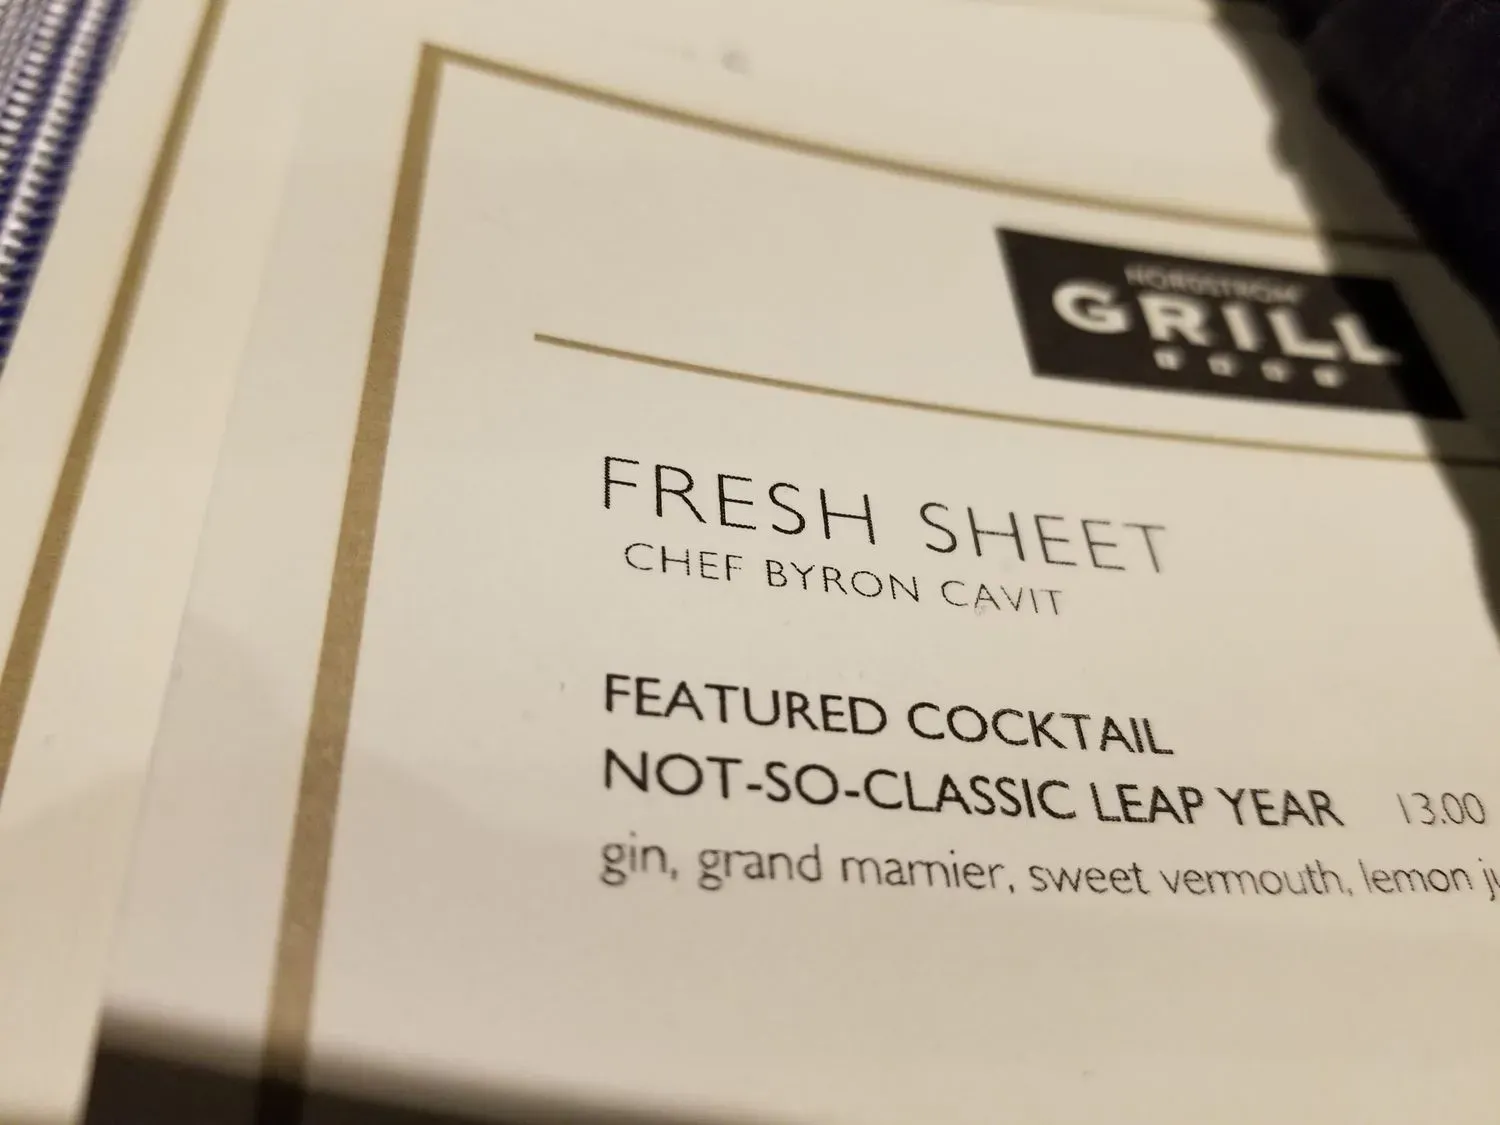 NORDSTROM
GRILL
FRESH SHEET
CHEF BYRON CAVIT
FEATURED COCKTAIL
NOT-SO-CLASSIC LEAP YEAR 13.00
gin, grand marnier, sweet vermouth, lemon